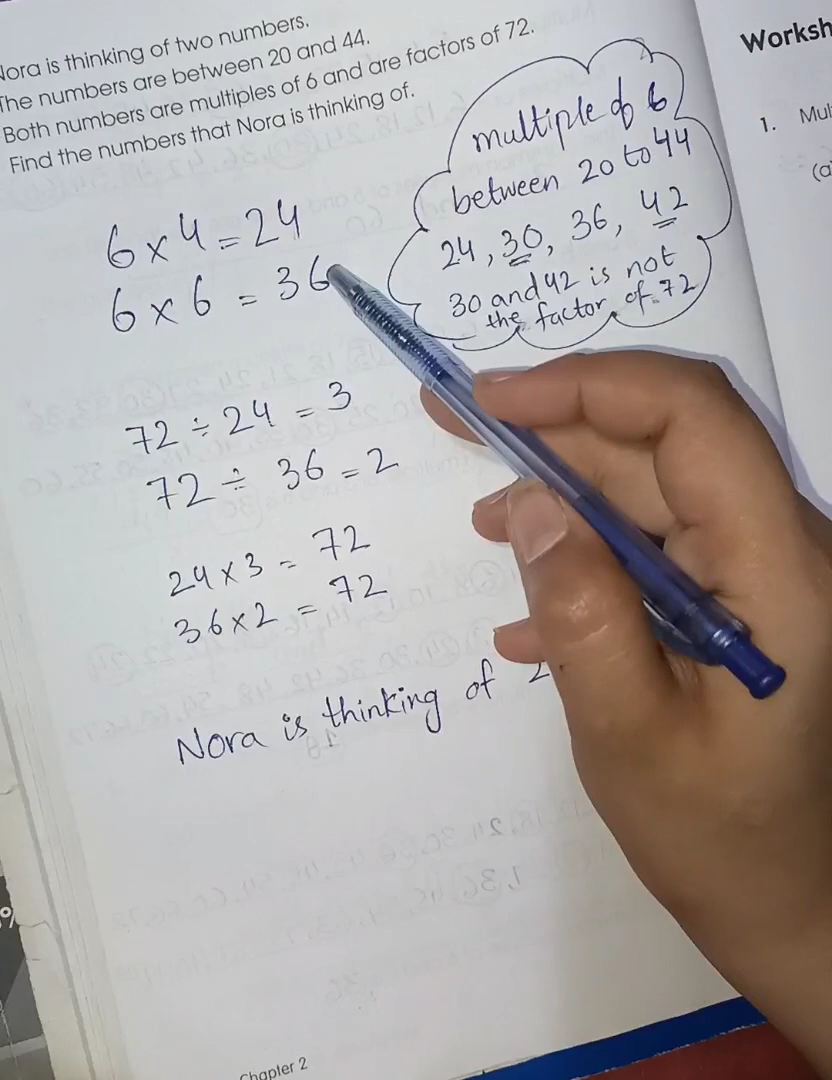 Nora is thinking of two numbers.
The numbers are between 20 and 44.
Both numbers are multiples of 6 and are factors of 72.
Find the numbers that Nora is thinking of.
6 × 4 = 24
6 × 6 = 36
multiple of 6
between 20 to 44
24, 30, 36, 42
30 and 42 is not
the factor of 72
72 ÷ 24 = 3
72 ÷ 36 = 2
24 × 3 = 72
36 × 2 = 72
Nora is thinking of 2
Chapter 2
Worksh
1. Mul
(a
%